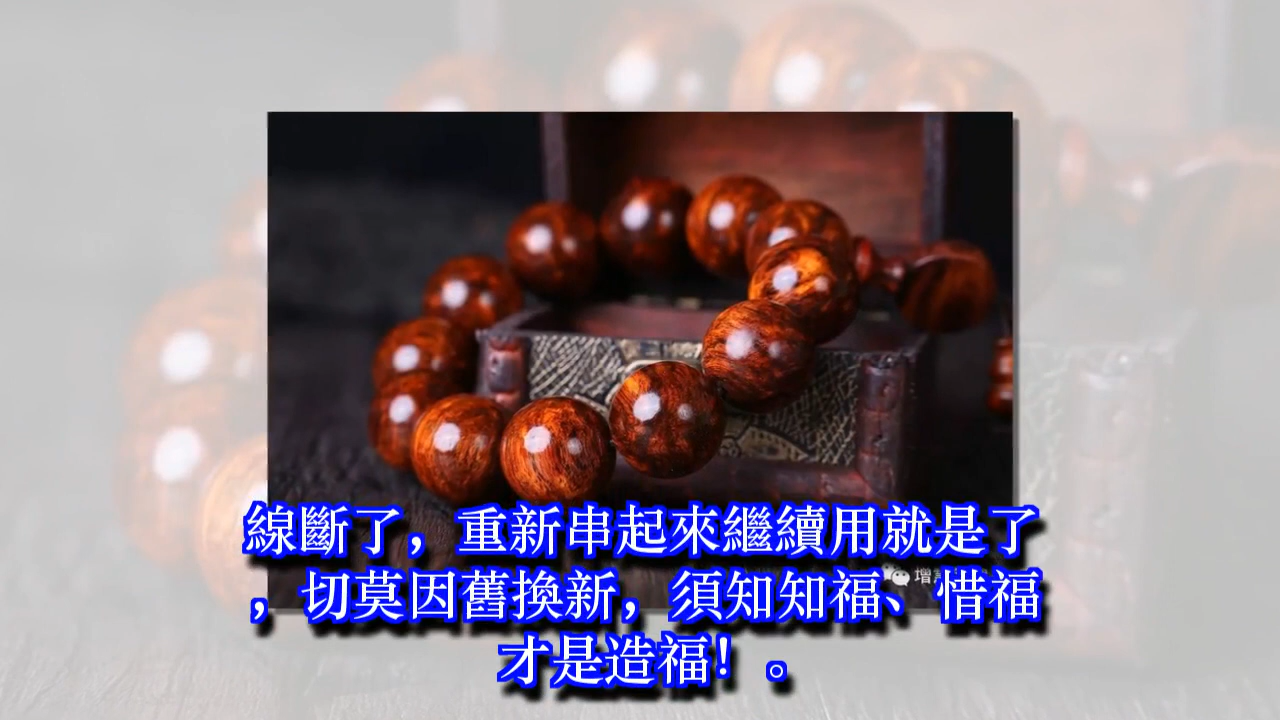 線斷了，重新串起來繼續用就是了
，切莫因舊換新，須知知福、惜福
才是造福！。
增